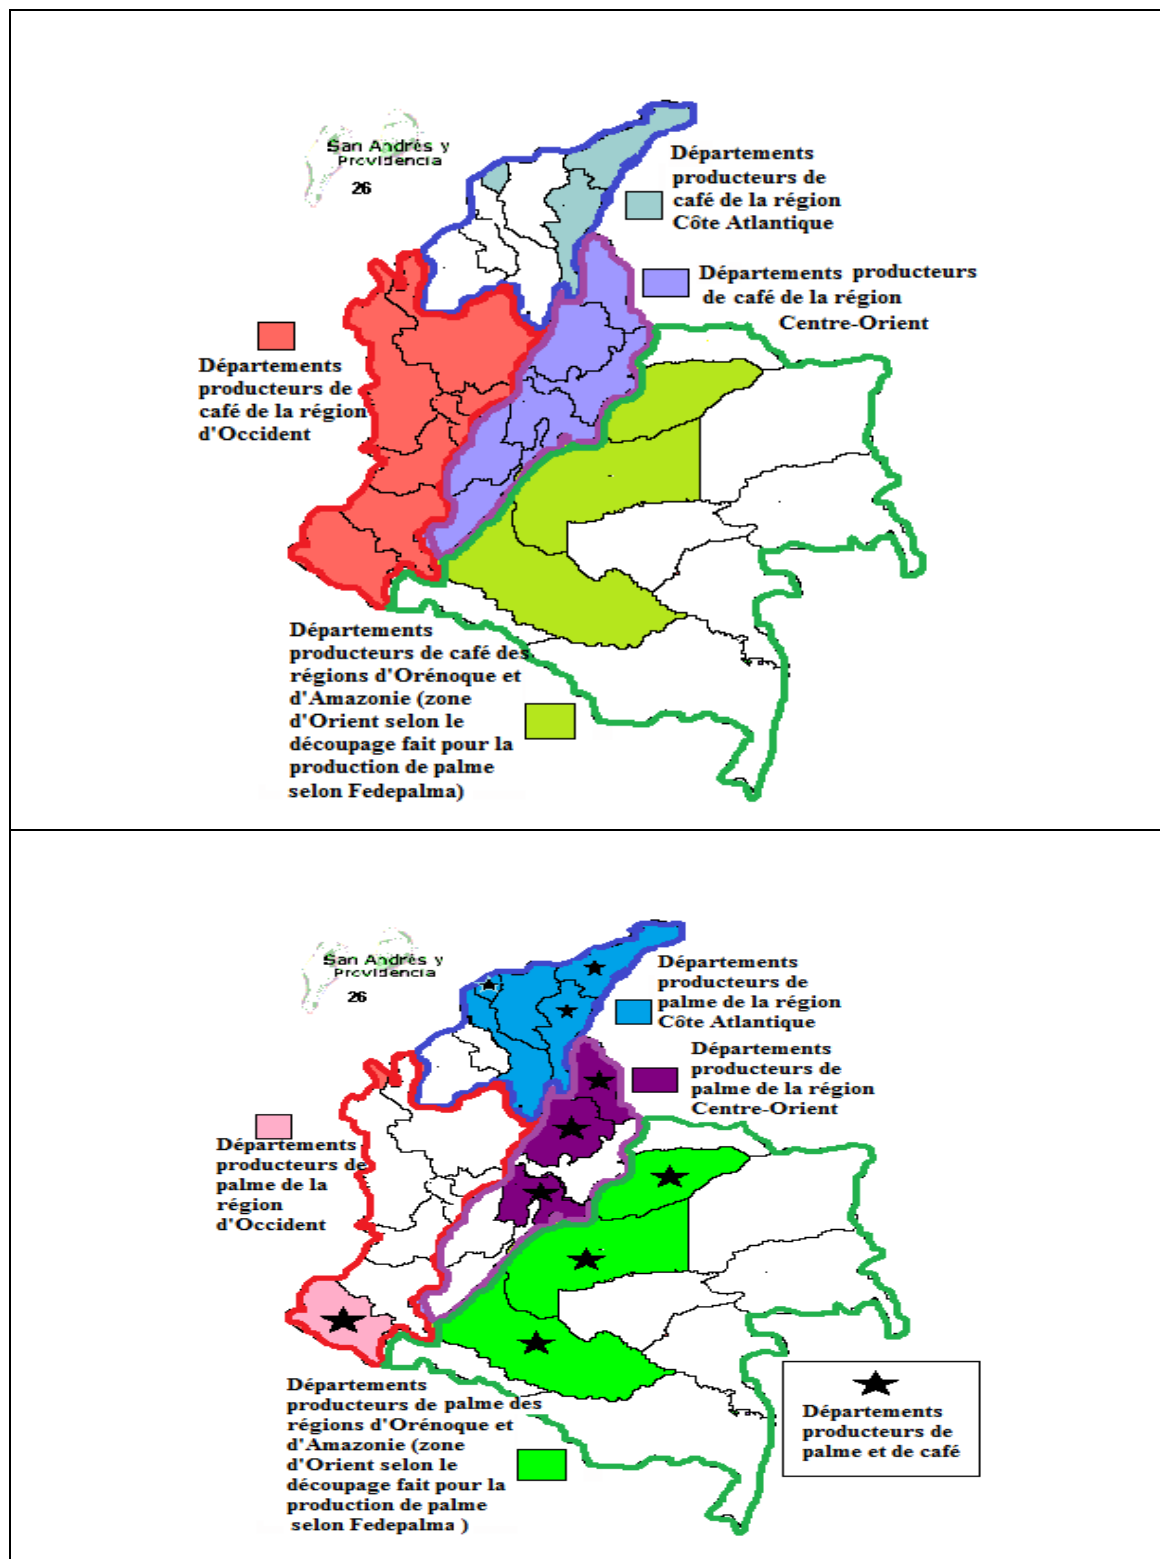 San Andrés y
Providencia
26
Départements
producteurs de
café de la région
Côte Atlantique
Départements producteurs
de café de la région
Centre-Orient
Départements
producteurs de
café de la région
d'Occident
Départements
producteurs de café des
régions d'Orénoque et
d'Amazonie (zone
d'Orient selon le
découpage fait pour la
production de palme
selon Fedepalma)
San Andrés y
Providencia
26
Départements
producteurs de
palme de la région
Côte Atlantique
Départements
producteurs de
palme de la région
Centre-Orient
Départements
producteurs de
palme de la
région
d'Occident
Départements
producteurs de palme des
régions d'Orénoque et
d'Amazonie (zone
d'Orient selon le
découpage fait pour la
production de palme
selon Fedepalma )
Départements
producteurs de
palme et de café